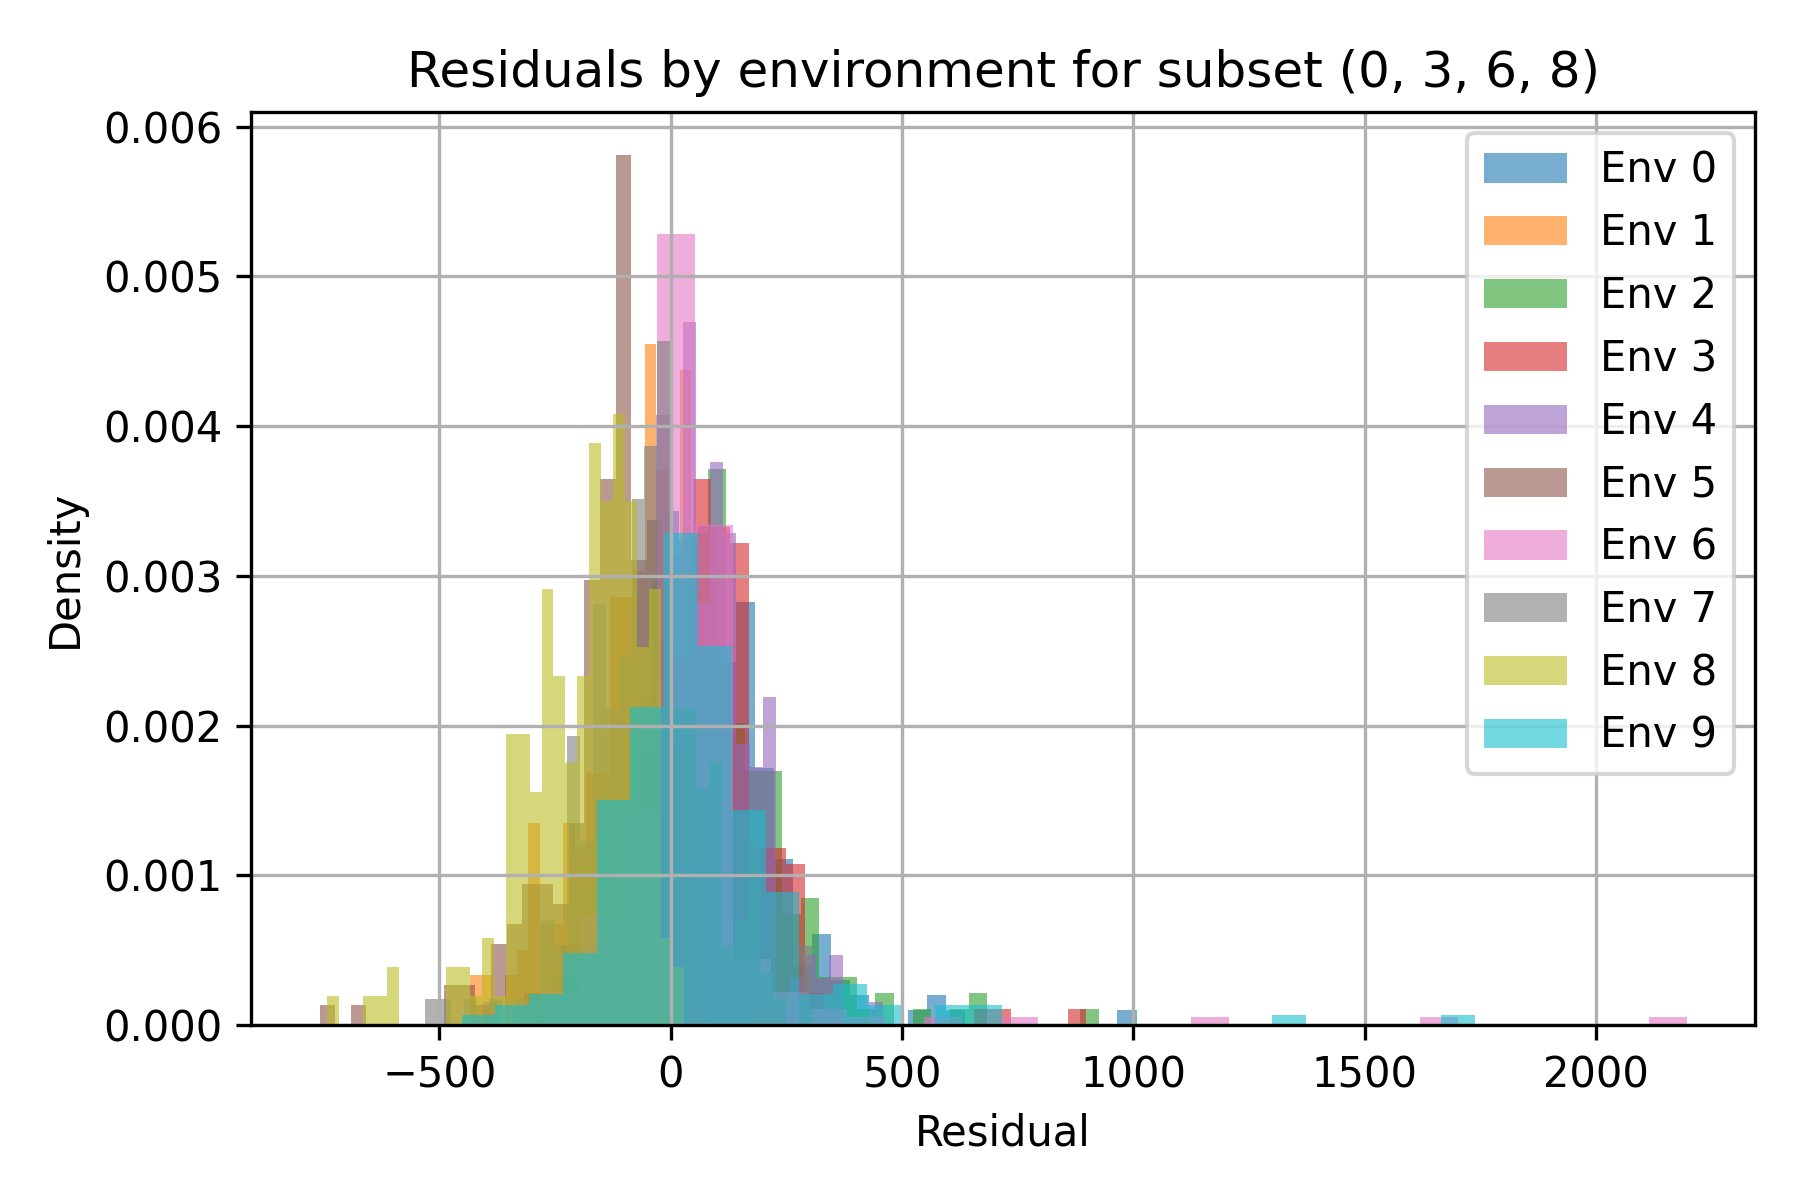 Residuals by environment for subset (0, 3, 6, 8)
0.006
0.005
0.004
0.003
0.002
0.001
0.000
Density
−500
0
500
1000
1500
2000
Residual
Env 0
Env 1
Env 2
Env 3
Env 4
Env 5
Env 6
Env 7
Env 8
Env 9